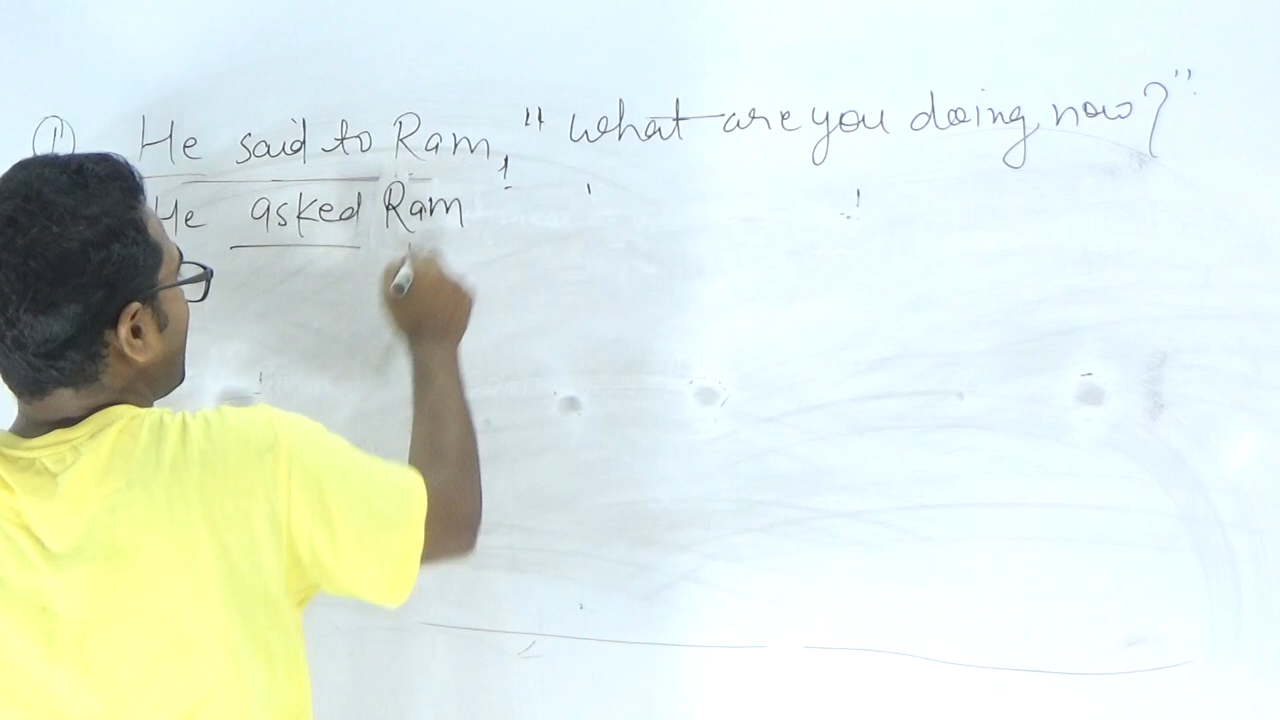 ① He said to Ram, "what are you doing now?"
He asked Ram